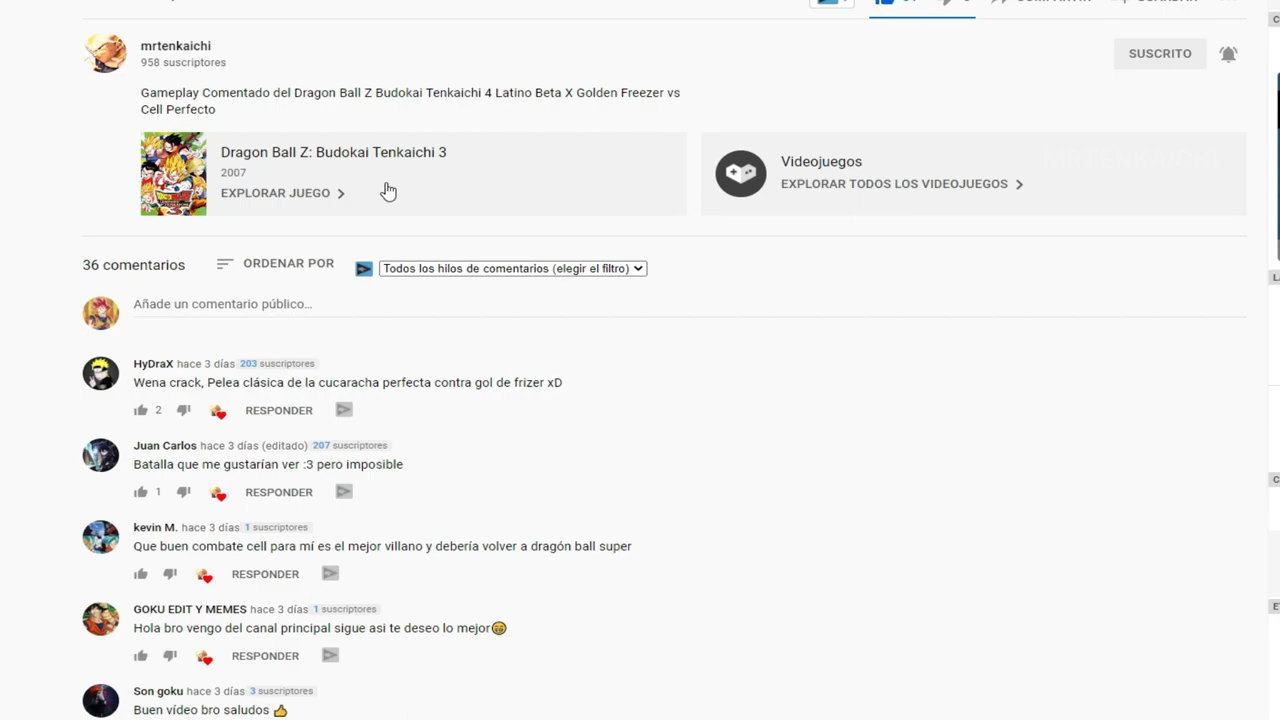 mrtenkaichi
958 suscriptores
SUSCRITO
Gameplay Comentado del Dragon Ball Z Budokai Tenkaichi 4 Latino Beta X Golden Freezer vs
Cell Perfecto
Dragon Ball Z: Budokai Tenkaichi 3
2007
EXPLORAR JUEGO
Videojuegos
EXPLORAR TODOS LOS VIDEOJUEGOS
MRTENKAICHI
36 comentarios
ORDENAR POR
Todos los hilos de comentarios (elegir el filtro)
Añade un comentario público...
HyDraX hace 3 días 203 suscriptores
Wena crack, Pelea clásica de la cucaracha perfecta contra gol de frizer xD
2 RESPONDER
Juan Carlos hace 3 días (editado) 207 suscriptores
Batalla que me gustarían ver :3 pero imposible
1 RESPONDER
kevin M. hace 3 días 1 suscriptores
Que buen combate cell para mí es el mejor villano y debería volver a dragón ball super
RESPONDER
GOKU EDIT Y MEMES hace 3 días 1 suscriptores
Hola bro vengo del canal principal sigue asi te deseo lo mejor😁
RESPONDER
Son goku hace 3 días 3 suscriptores
Buen vídeo bro saludos 👍